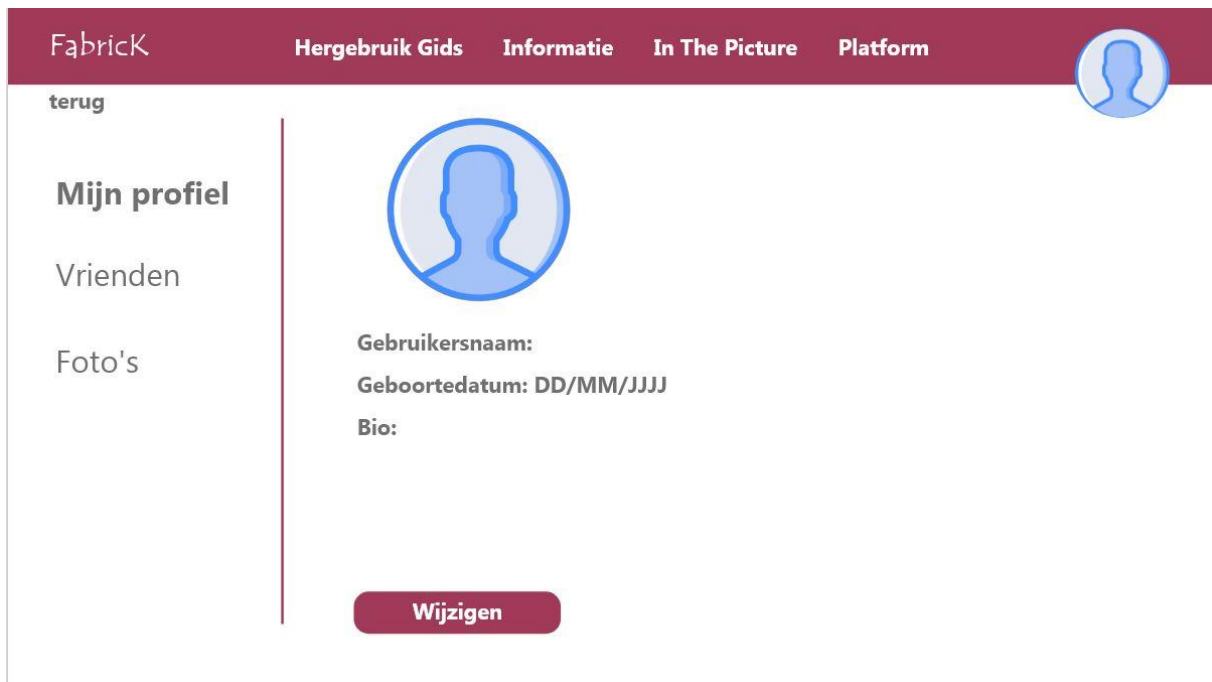 FabricK Hergebruik Gids Informatie In The Picture Platform
terug
Mijn profiel
Vrienden
Foto's
Gebruikersnaam:
Geboortedatum: DD/MM/JJJJ
Bio:
Wijzigen